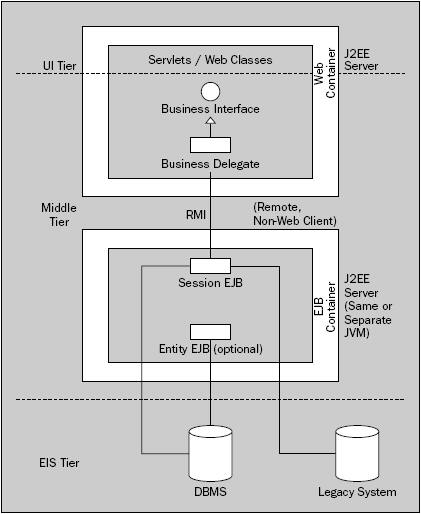 Servlets / Web Classes
UI Tier
Web
Container
J2EE
Server
Business Interface
Business Delegate
Middle
Tier
RMI
(Remote,
Non-Web Client)
Session EJB
EJB
Container
J2EE
Server
(Same or
Separate
JVM)
Entity EJB (optional)
EIS Tier
DBMS
Legacy System